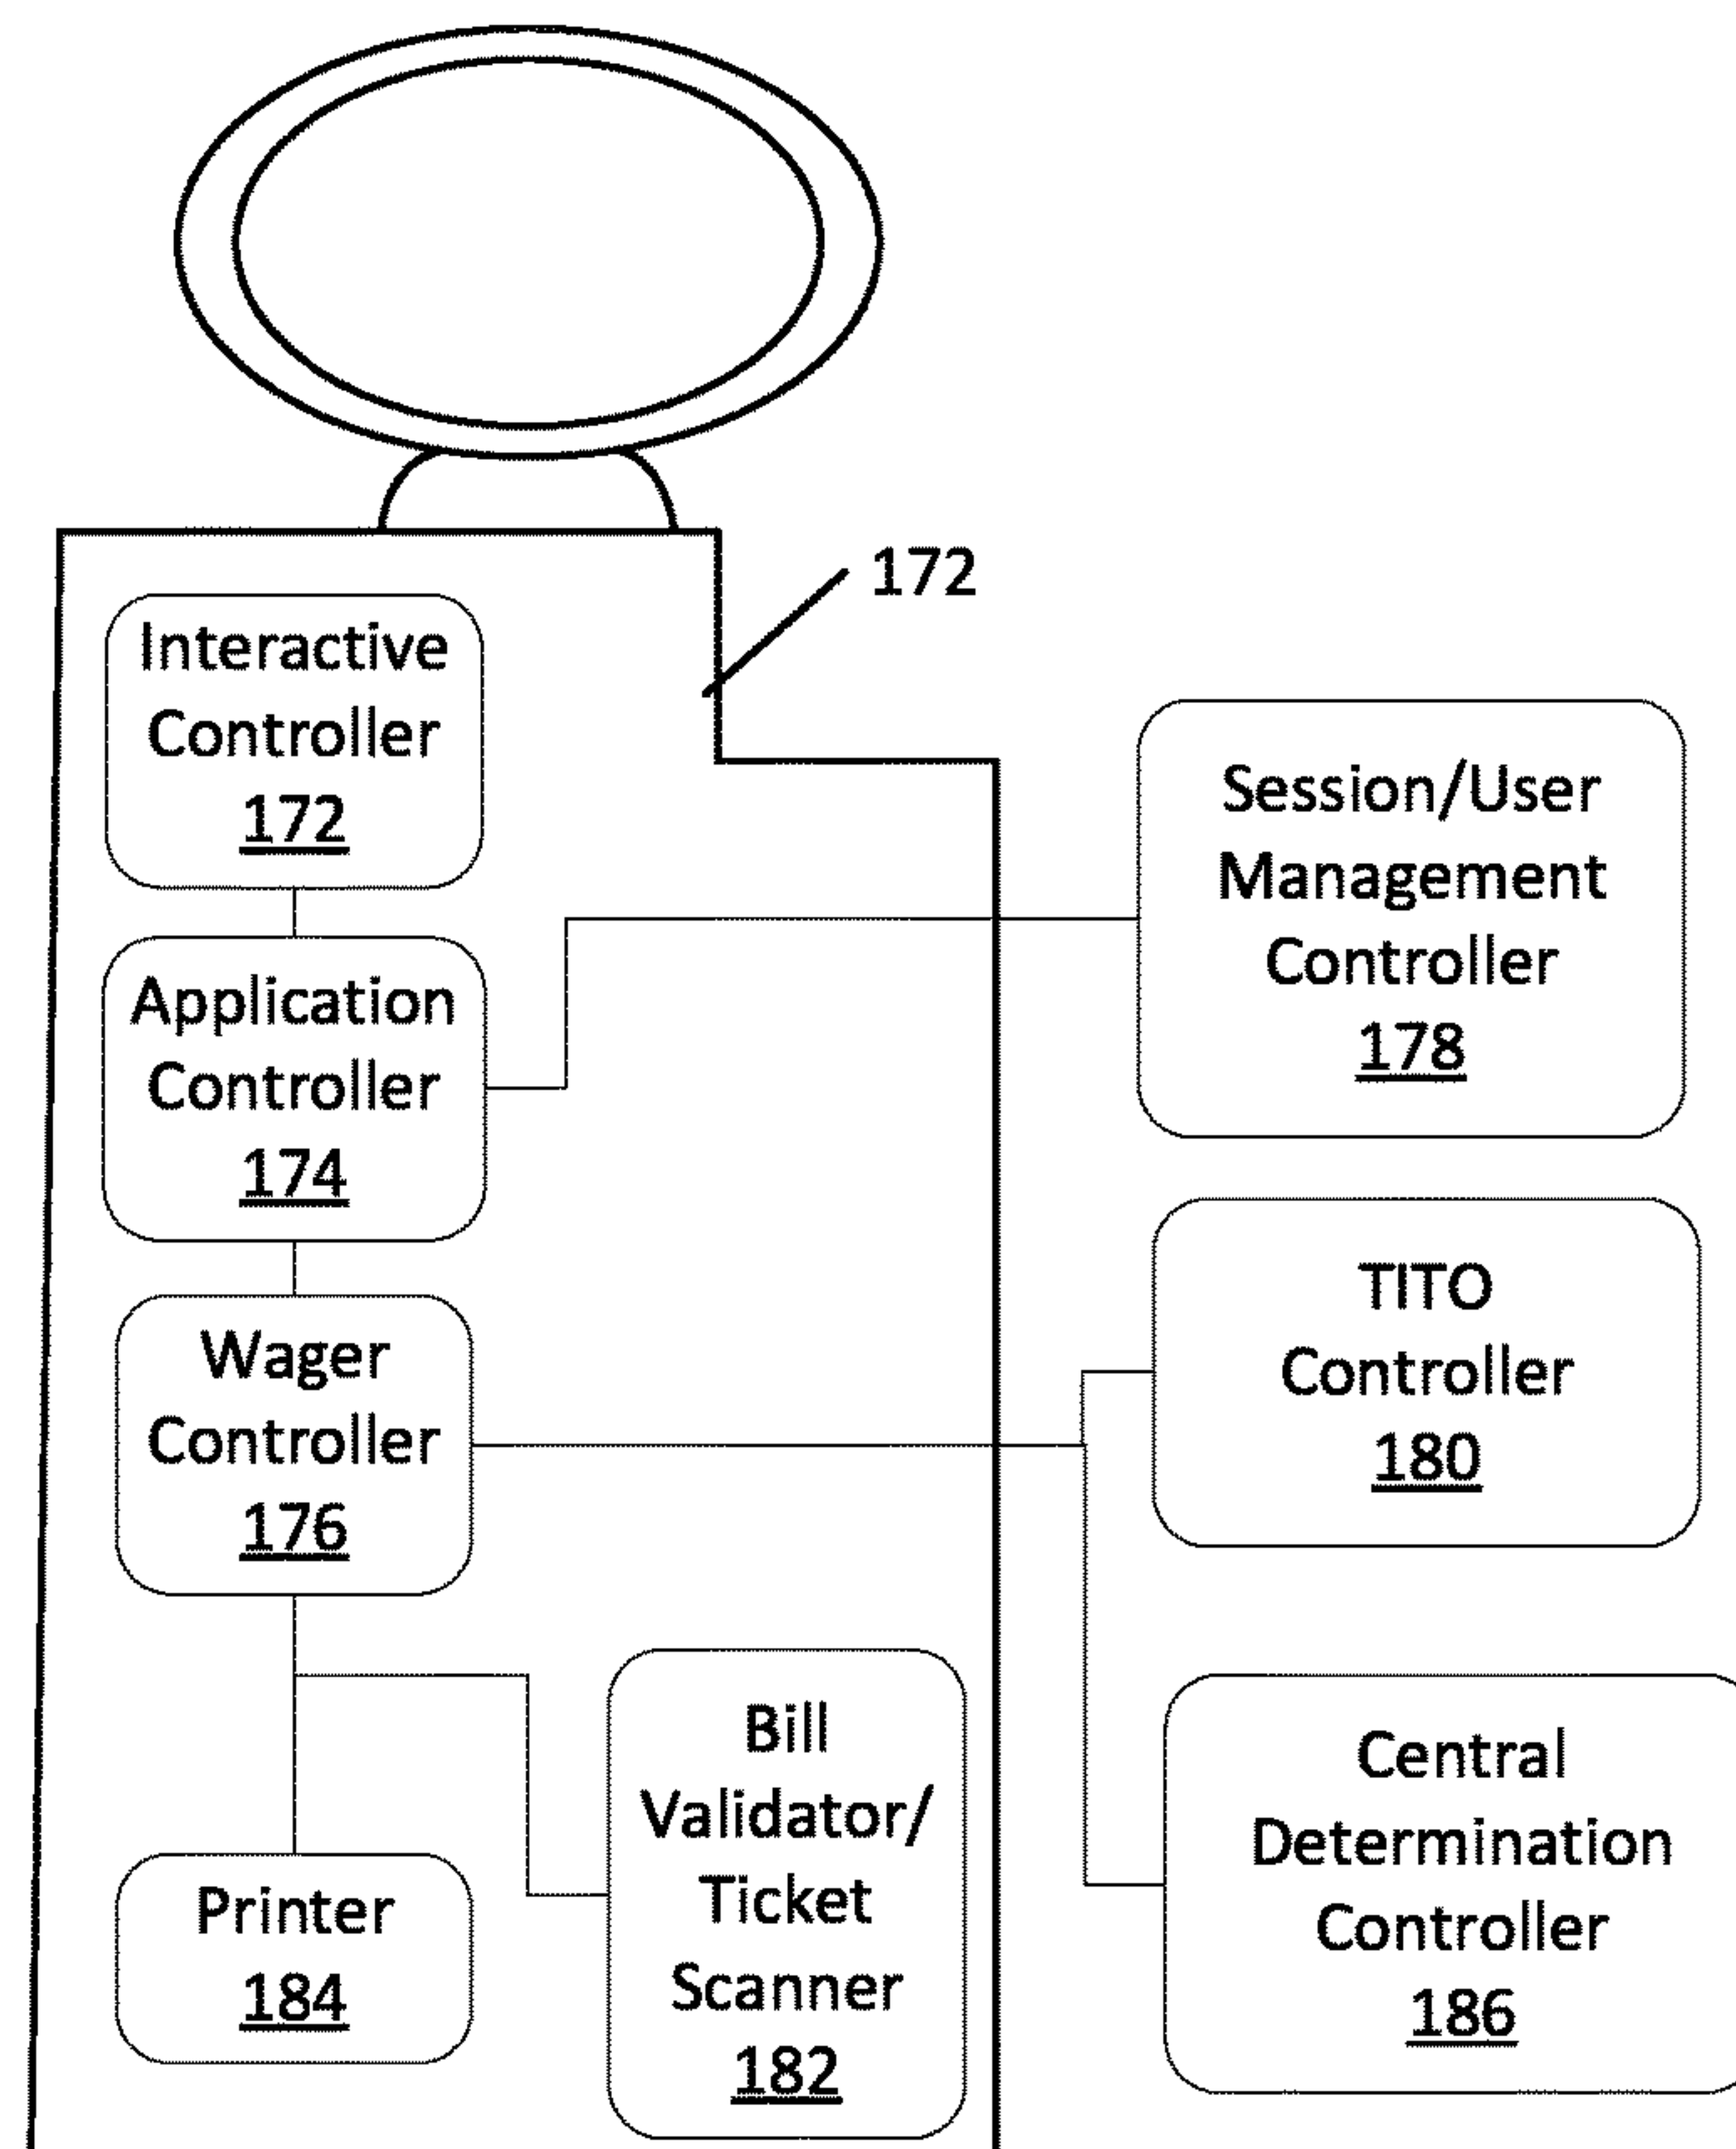 172
Interactive
Controller
172
Application
Controller
174
Wager
Controller
176
Printer
184
Bill
Validator/
Ticket
Scanner
182
Session/User
Management
Controller
178
TITO
Controller
180
Central
Determination
Controller
186